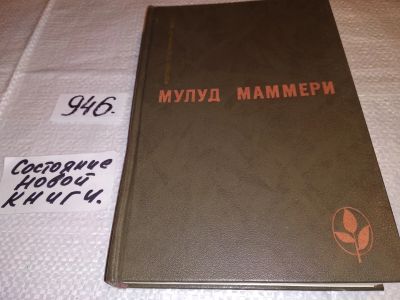 946.
Состояние
новой
книги.
МУЛУД МАММЕРИ